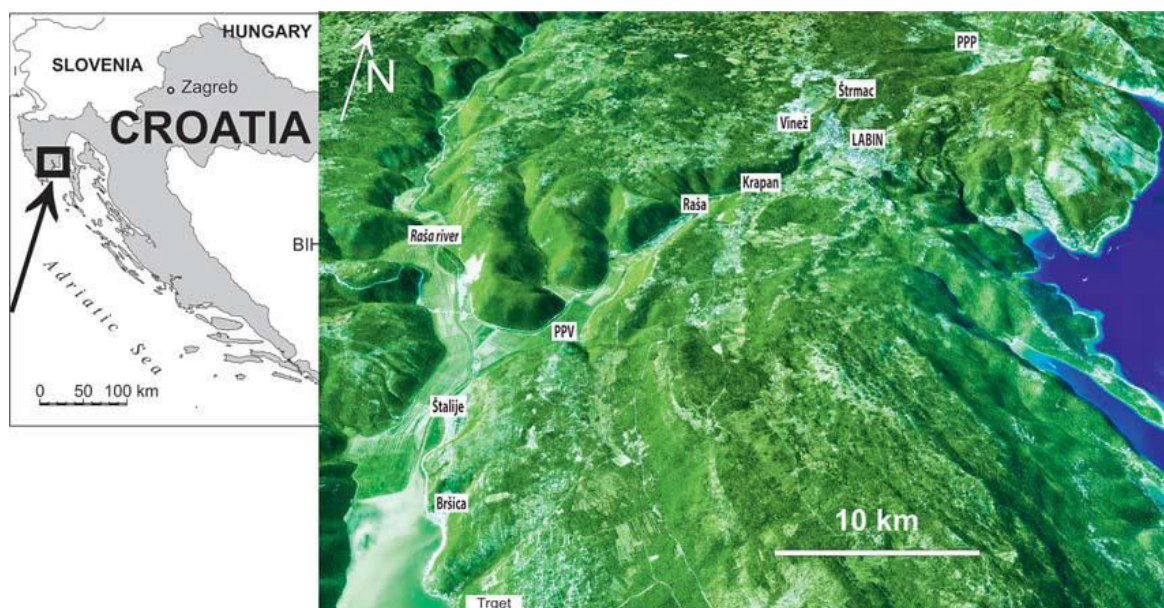 HUNGARY
SLOVENIA
Zagreb
CROATIA
BIH
Adriatic Sea
0 50 100 km
N
PPP
Štrmac
Vinež
LABIN
Krapan
Raša
Raša river
PPV
Štalije
Bršica
10 km
Trget